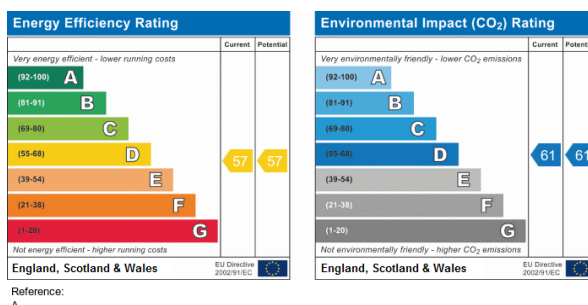 Energy Efficiency Rating
Current Potential
Very energy efficient - lower running costs
(92-100) A
(81-91) B
(69-80) C
(55-68) D
57 57
(39-54) E
(21-38) F
(1-20) G
Not energy efficient - higher running costs
England, Scotland & Wales
EU Directive
2002/91/EC
Environmental Impact (CO₂) Rating
Current Potenti
Very environmentally friendly - lower CO₂ emissions
(92-100) A
(81-91) B
(69-80) C
(55-68) D
61 61
(39-54) E
(21-38) F
(1-20) G
Not environmentally friendly - higher CO₂ emissions
England, Scotland & Wales
EU Directive
2002/91/EC
Reference: